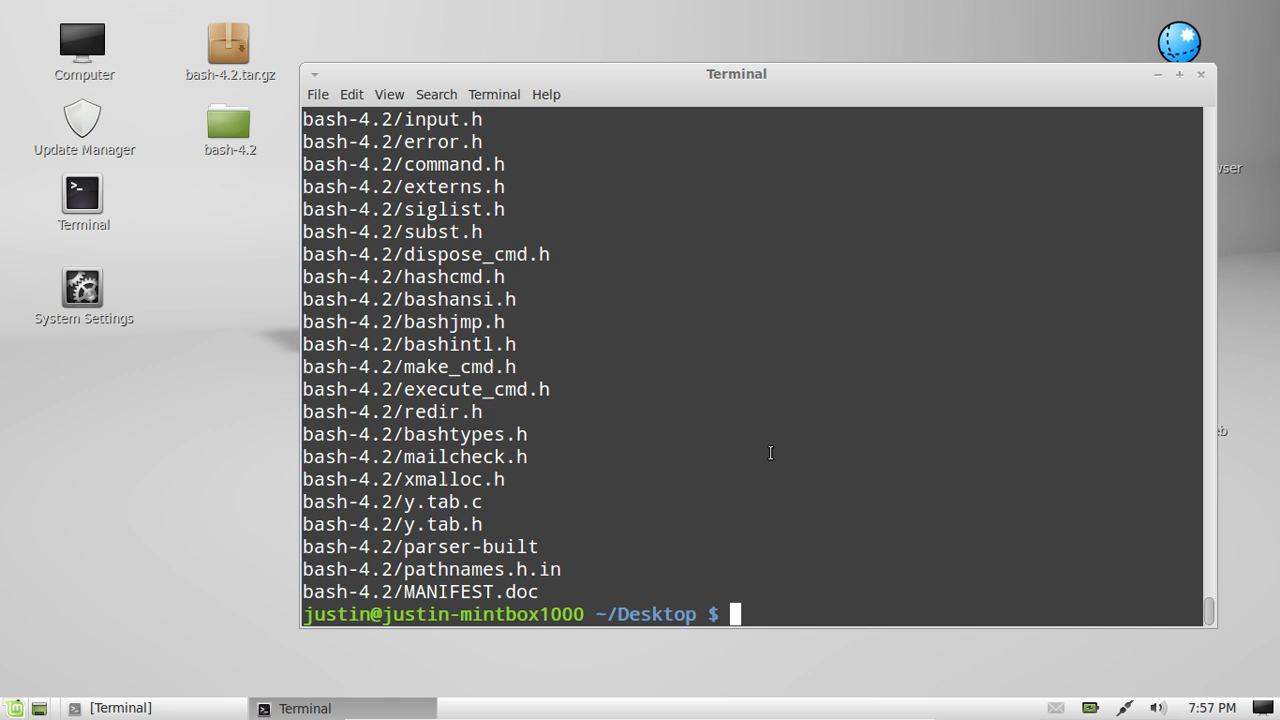 Computer
bash-4.2.tar.gz
Update Manager
bash-4.2
Terminal
System Settings
wser
eb
Terminal
File Edit View Search Terminal Help
bash-4.2/input.h
bash-4.2/error.h
bash-4.2/command.h
bash-4.2/externs.h
bash-4.2/siglist.h
bash-4.2/subst.h
bash-4.2/dispose_cmd.h
bash-4.2/hashcmd.h
bash-4.2/bashansi.h
bash-4.2/bashjmp.h
bash-4.2/bashintl.h
bash-4.2/make_cmd.h
bash-4.2/execute_cmd.h
bash-4.2/redir.h
bash-4.2/bashtypes.h
bash-4.2/mailcheck.h
bash-4.2/xmalloc.h
bash-4.2/y.tab.c
bash-4.2/y.tab.h
bash-4.2/parser-built
bash-4.2/pathnames.h.in
bash-4.2/MANIFEST.doc
justin@justin-mintbox1000 ~/Desktop $
[Terminal]
Terminal
7:57 PM